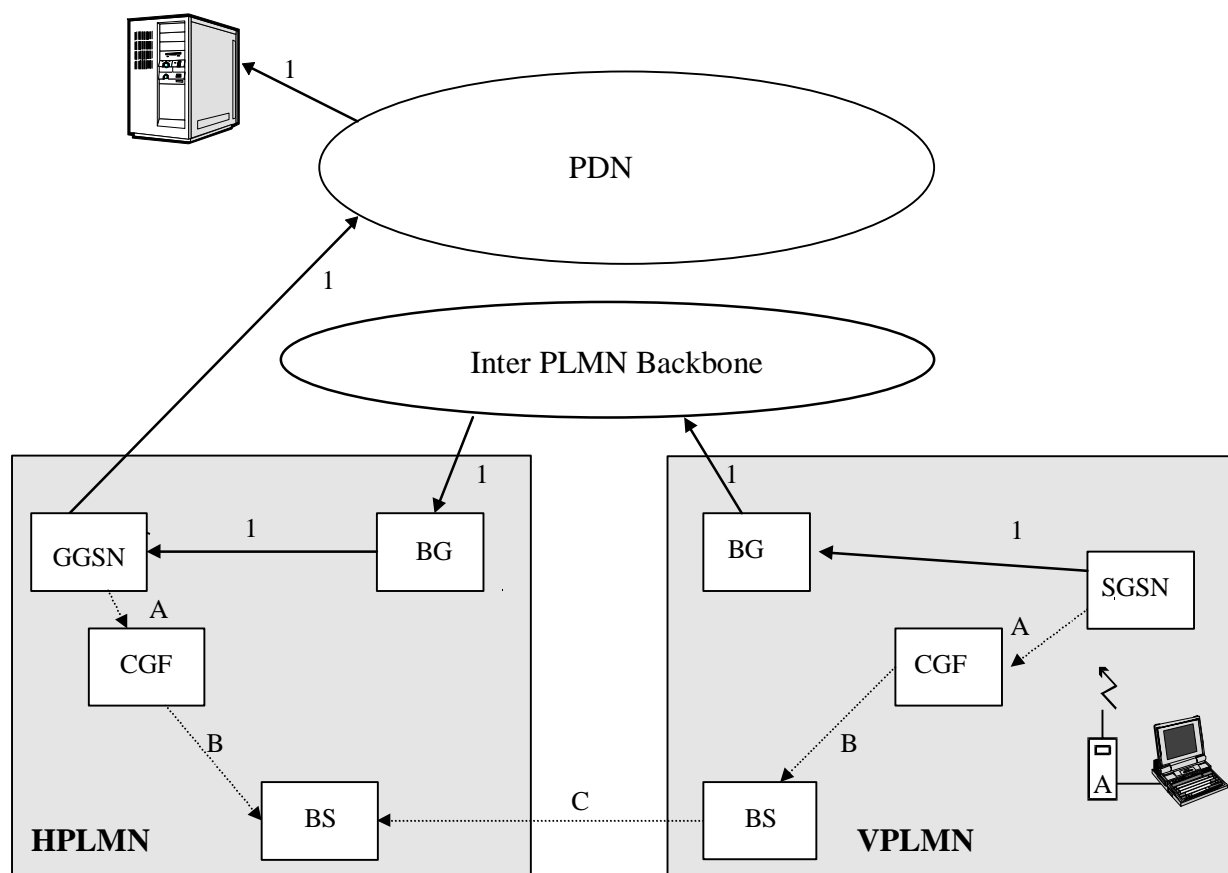 1
PDN
1
Inter PLMN Backbone
1
1
GGSN
1
BG
BG
1
SGSN
A
A
CGF
CGF
B
B
A
BS
C
BS
HPLMN
VPLMN